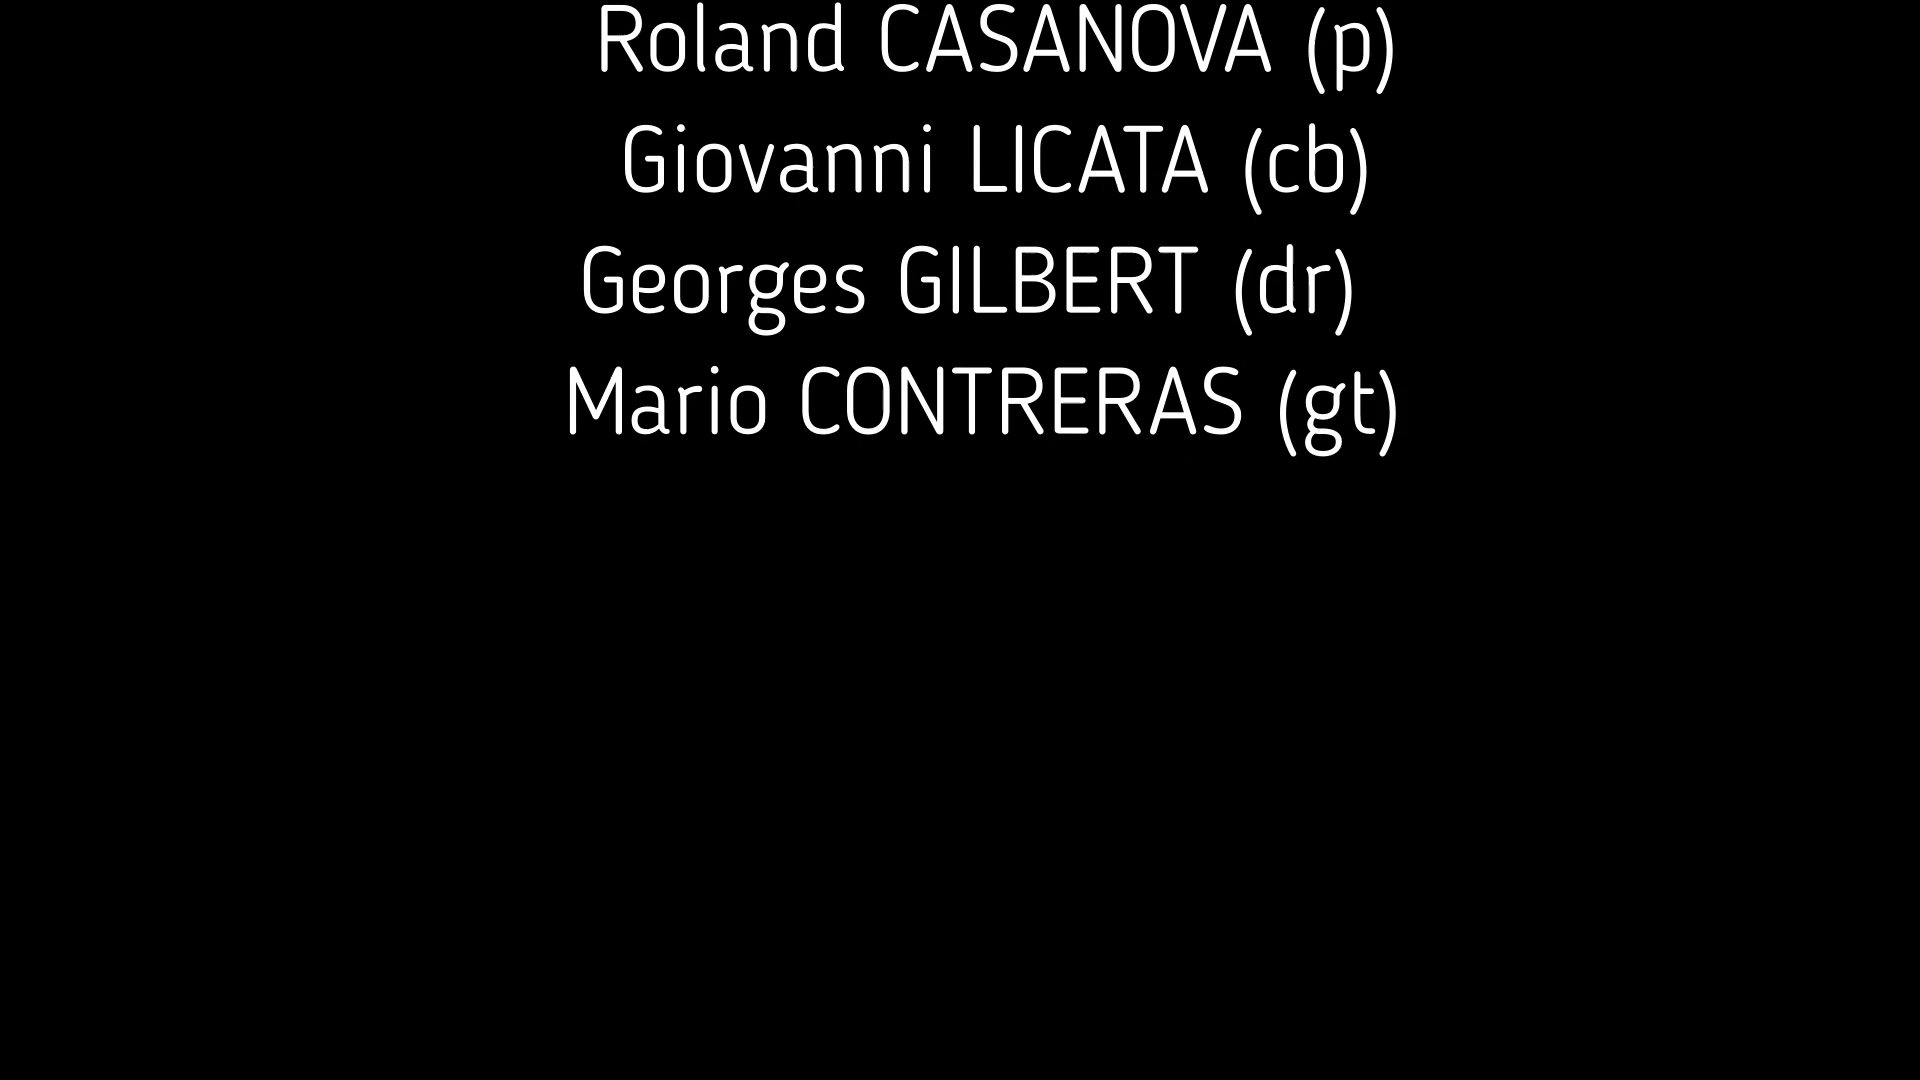 Roland CASANOVA (p)
Giovanni LICATA (cb)
Georges GILBERT (dr)
Mario CONTRERAS (gt)